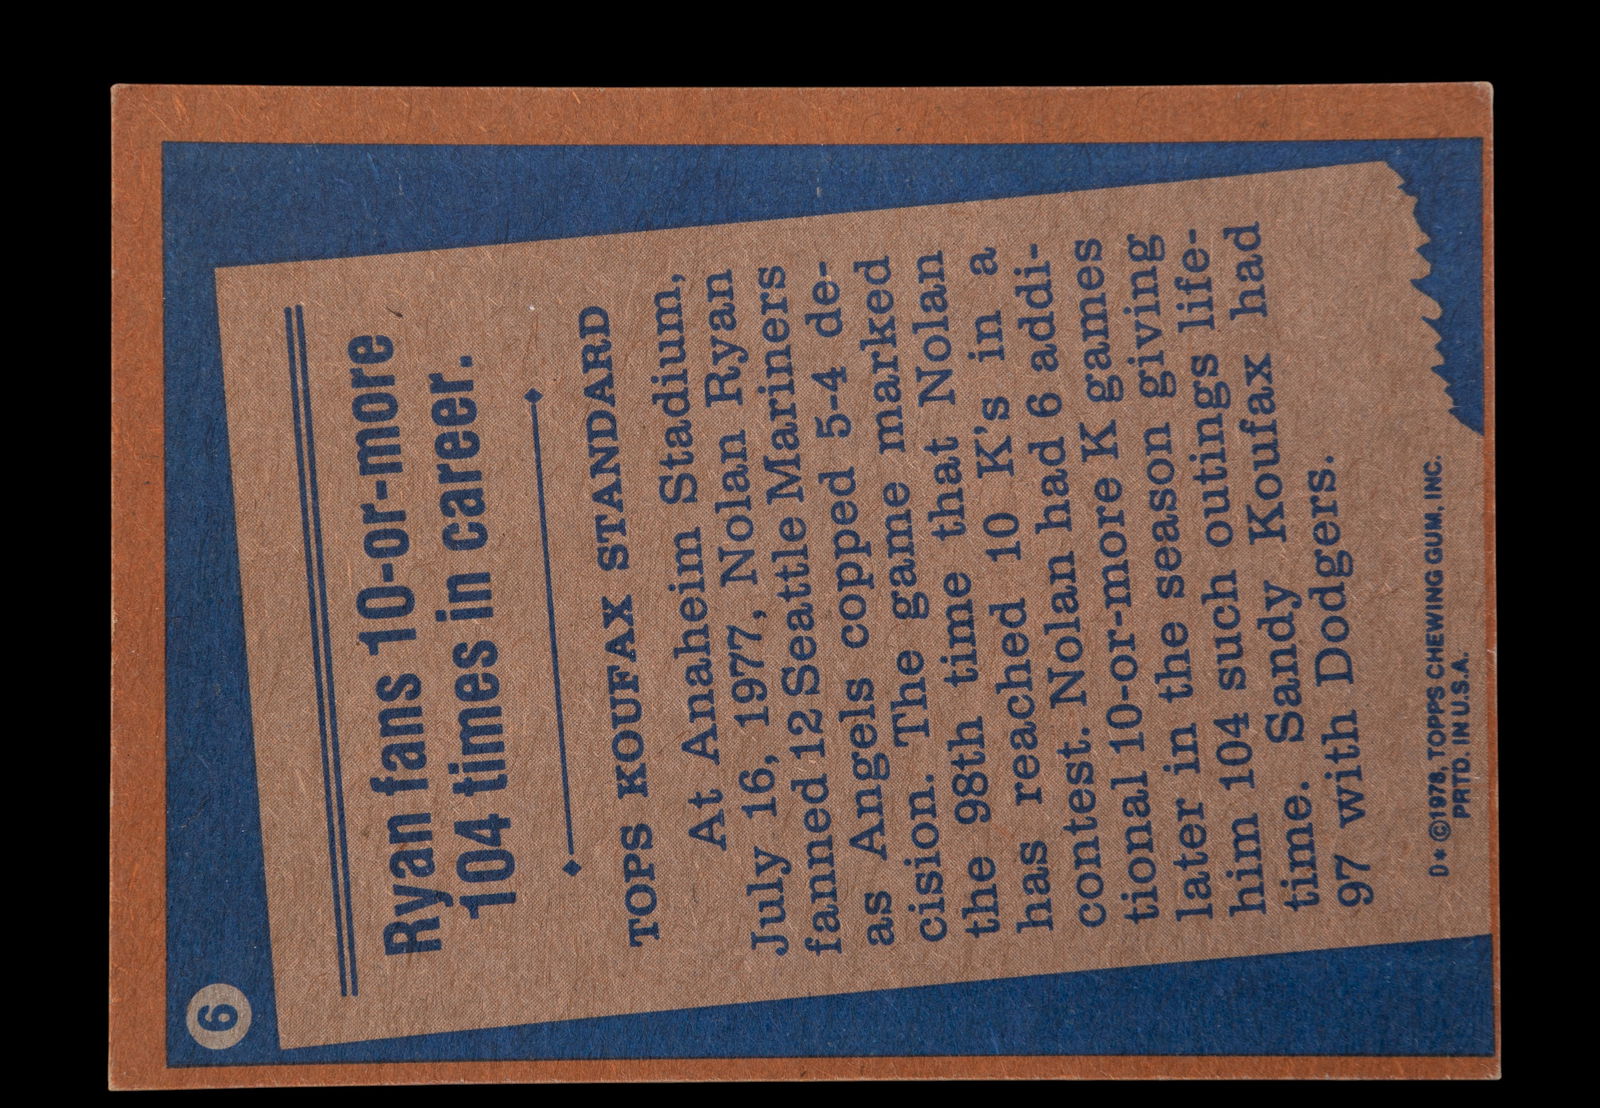 6
Ryan fans 10-or-more
104 times in career.
TOPS KOUFAX STANDARD
At Anaheim Stadium,
July 16, 1977, Nolan Ryan
fanned 12 Seattle Mariners
as Angels copped 5-4 de-
cision. The game marked
the 98th time that Nolan
has reached 10 K's in a
contest. Nolan had 6 addi-
tional 10-or-more K games
later in the season giving
him 104 such outings life-
time. Sandy Koufax had
97 with Dodgers.
D* ©1978, TOPPS CHEWING GUM, INC.
PRTD. IN U.S.A.